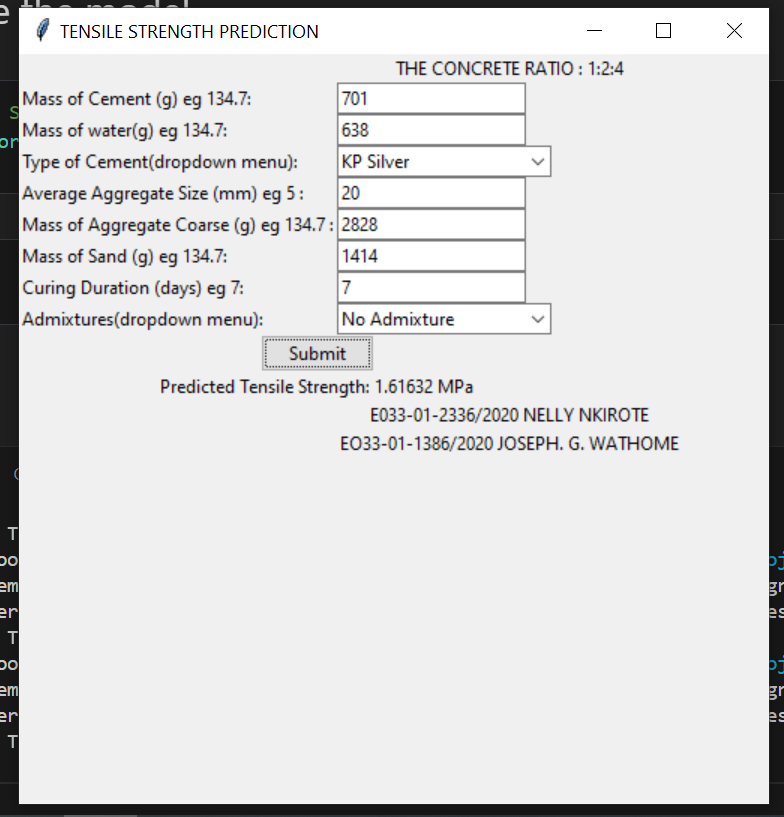 e the model
TENSILE STRENGTH PREDICTION
THE CONCRETE RATIO : 1:2:4
Mass of Cement (g) eg 134.7: 701
Mass of water(g) eg 134.7: 638
Type of Cement(dropdown menu): KP Silver
Average Aggregate Size (mm) eg 5 : 20
Mass of Aggregate Coarse (g) eg 134.7 : 2828
Mass of Sand (g) eg 134.7: 1414
Curing Duration (days) eg 7: 7
Admixtures(dropdown menu): No Admixture
Submit
Predicted Tensile Strength: 1.61632 MPa
E033-01-2336/2020 NELLY NKIROTE
EO33-01-1386/2020 JOSEPH. G. WATHOME